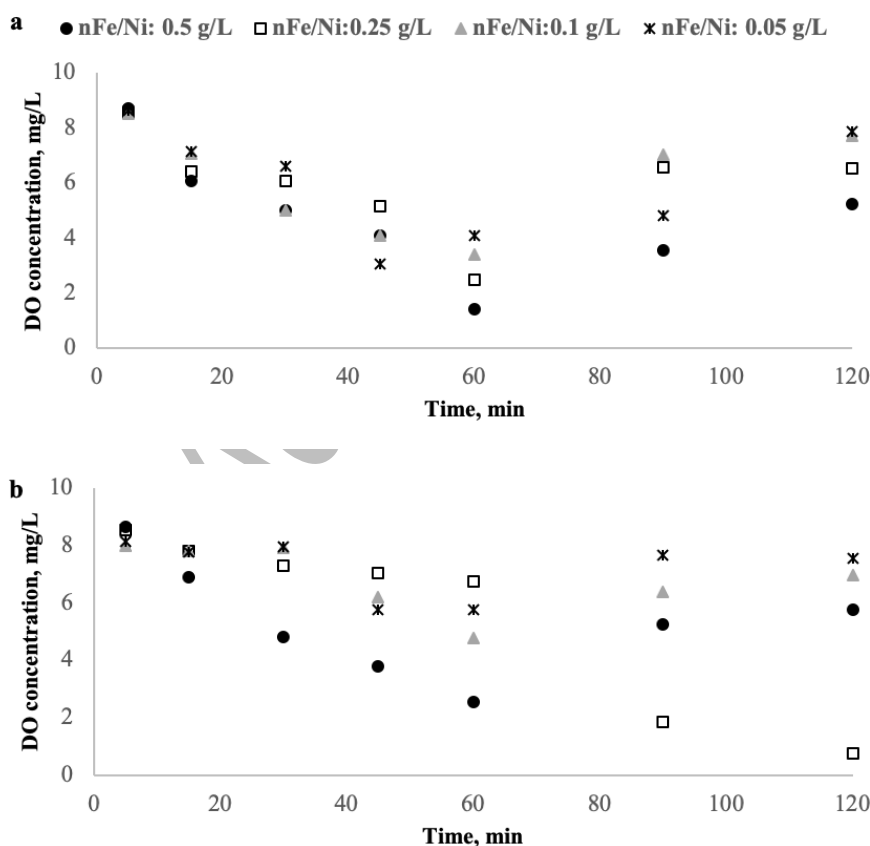 a ● nFe/Ni: 0.5 g/L □ nFe/Ni:0.25 g/L ▲ nFe/Ni:0.1 g/L ж nFe/Ni: 0.05 g/L
10
8
6
4
2
0
DO concentration, mg/L
0 20 40 60 80 100 120
Time, min
b
10
8
6
4
2
0
DO concentration, mg/L
0 20 40 60 80 100 120
Time, min